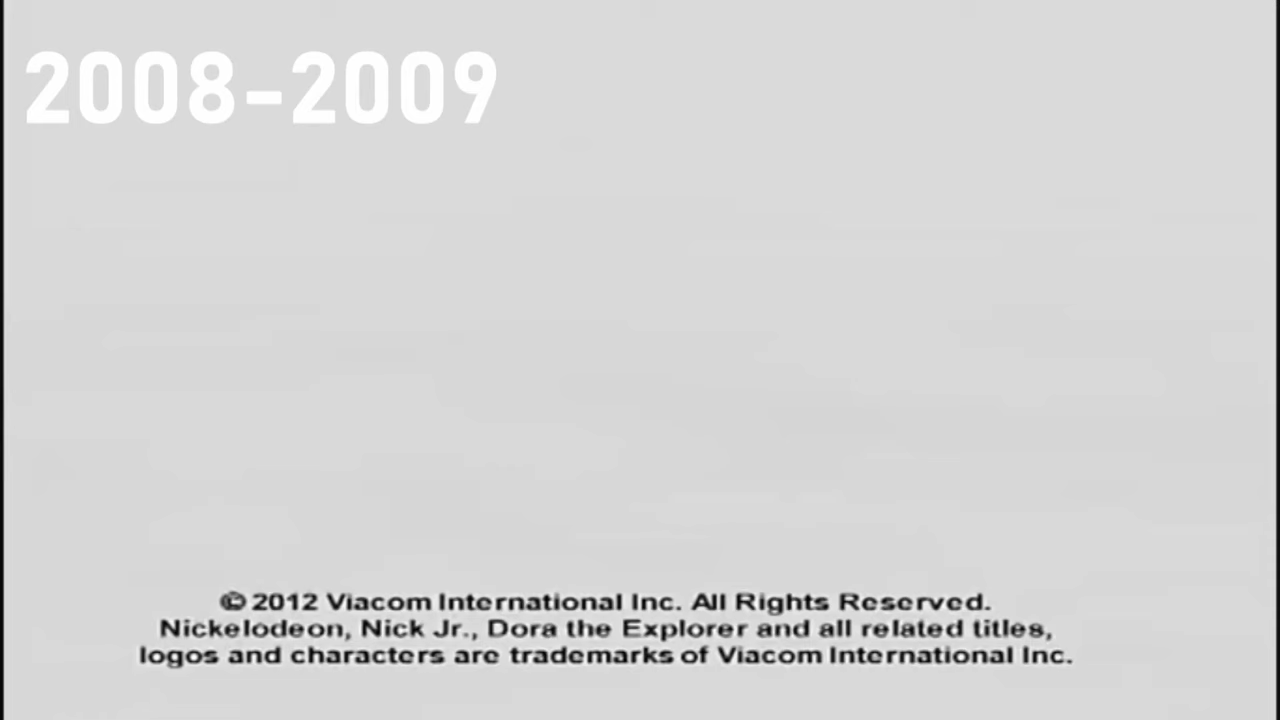 2008-2009
© 2012 Viacom International Inc. All Rights Reserved.
Nickelodeon, Nick Jr., Dora the Explorer and all related titles,
logos and characters are trademarks of Viacom International Inc.